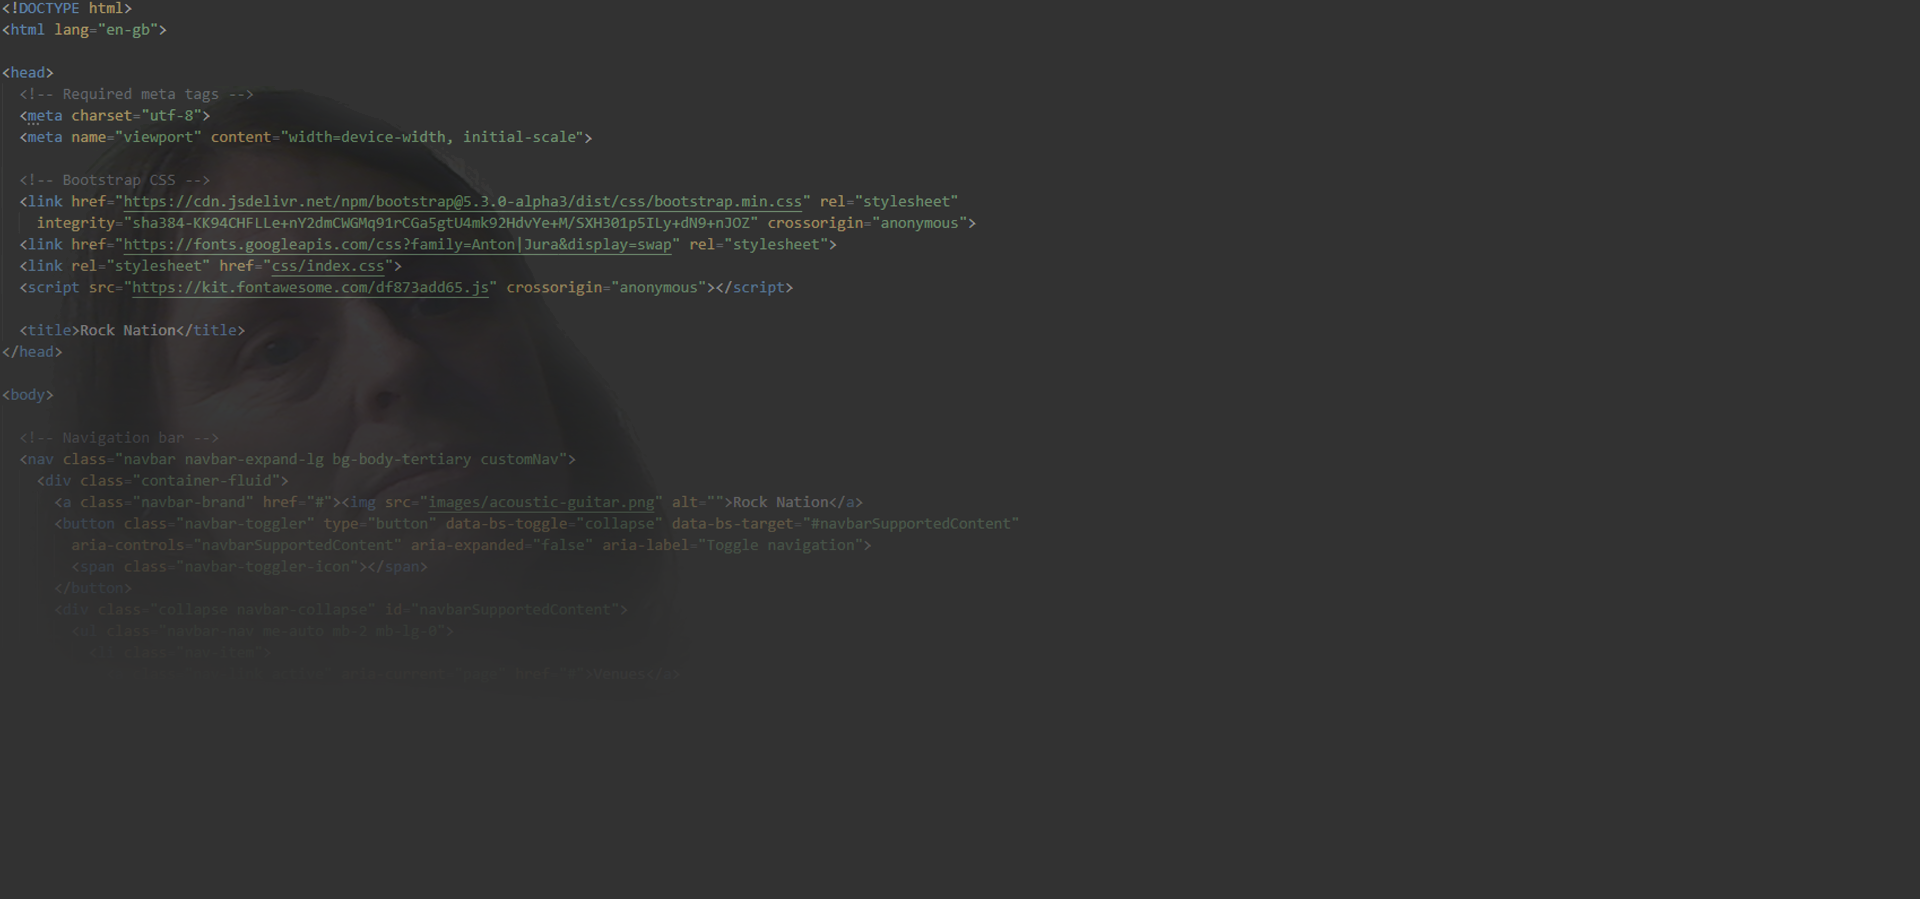 <!DOCTYPE html>
<html lang="en-gb">
<head>
<!-- Required meta tags -->
<meta charset="utf-8">
<meta name="viewport" content="width=device-width, initial-scale">
<!-- Bootstrap CSS -->
<link href="https://cdn.jsdelivr.net/npm/bootstrap@5.3.0-alpha3/dist/css/bootstrap.min.css" rel="stylesheet"
integrity="sha384-KK94CHFLLe+nY2dmCWGMq91rCGa5gtU4mk92HdvYe+M/SXH301p5ILy+dN9+nJOZ" crossorigin="anonymous">
<link href="https://fonts.googleapis.com/css?family=Anton|Jura&display=swap" rel="stylesheet">
<link rel="stylesheet" href="css/index.css">
<script src="https://kit.fontawesome.com/df873add65.js" crossorigin="anonymous"></script>
<title>Rock Nation</title>
</head>
<body>
<!-- Navigation bar -->
<nav class="navbar navbar-expand-lg bg-body-tertiary customNav">
<div class="container-fluid">
<a class="navbar-brand" href="#"><img src="images/acoustic-guitar.png" alt="">Rock Nation</a>
<button class="navbar-toggler" type="button" data-bs-toggle="collapse" data-bs-target="#navbarSupportedContent"
aria-controls="navbarSupportedContent" aria-expanded="false" aria-label="Toggle navigation">
<span class="navbar-toggler-icon"></span>
</button>
<div class="collapse navbar-collapse" id="navbarSupportedContent">
<ul class="navbar-nav me-auto mb-2 mb-lg-0">
<li class="nav-item">
active" aria-current="page" href="#">Venues</a>